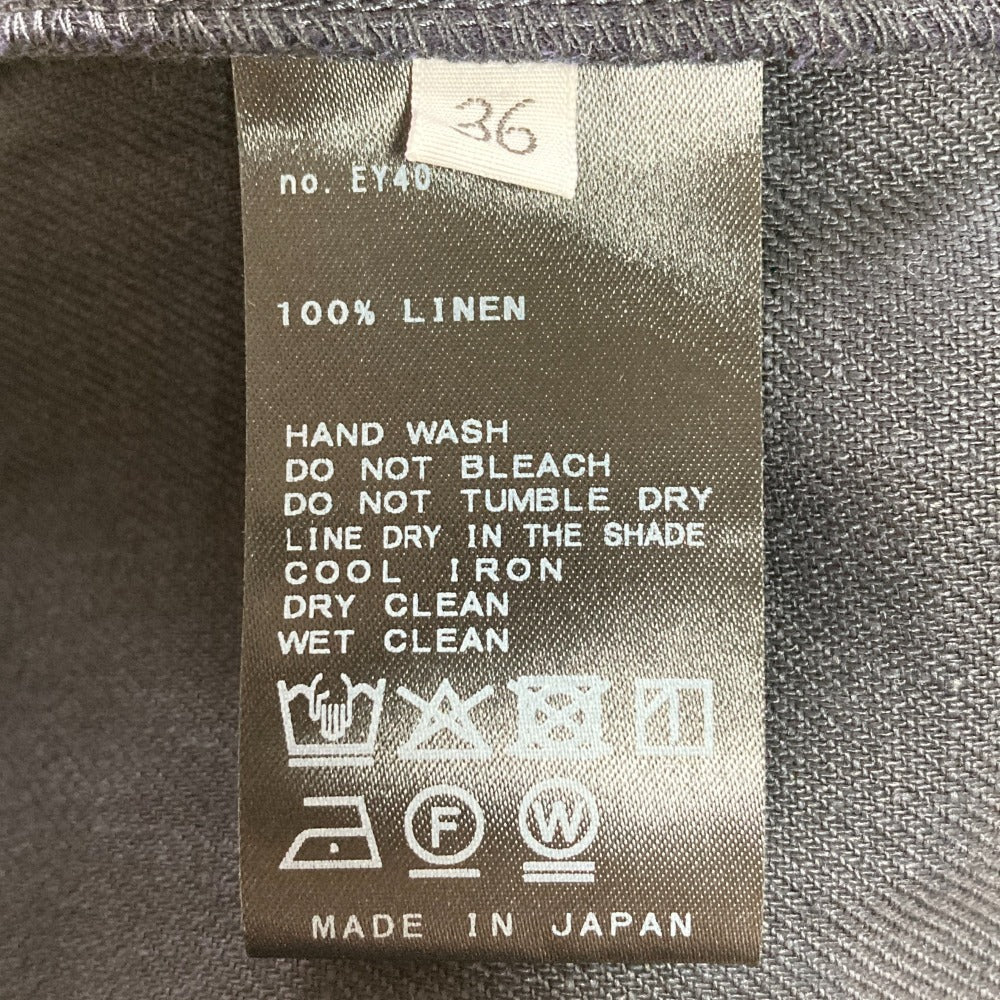 36
no. EY40
100% LINEN
HAND WASH
DO NOT BLEACH
DO NOT TUMBLE DRY
LINE DRY IN THE SHADE
COOL IRON
DRY CLEAN
WET CLEAN
F W
MADE IN JAPAN